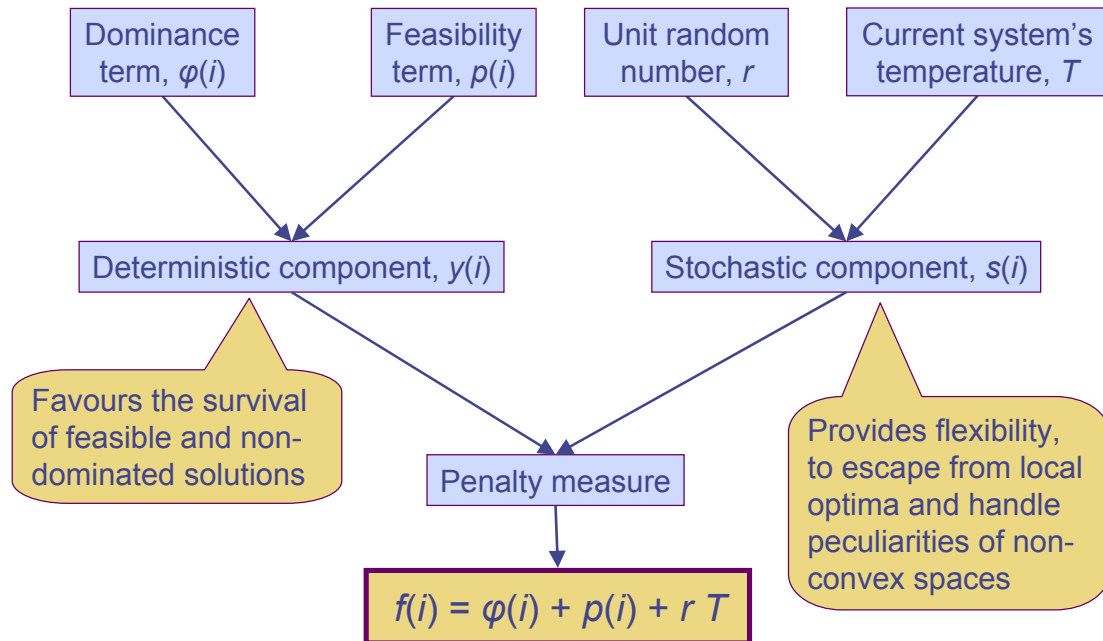 Dominance
term, φ(i)
Feasibility
term, p(i)
Unit random
number, r
Current system's
temperature, T
Deterministic component, y(i)
Stochastic component, s(i)
Favours the survival
of feasible and non-
dominated solutions
Provides flexibility,
to escape from local
optima and handle
peculiarities of non-
convex spaces
Penalty measure
f(i) = φ(i) + p(i) + r T